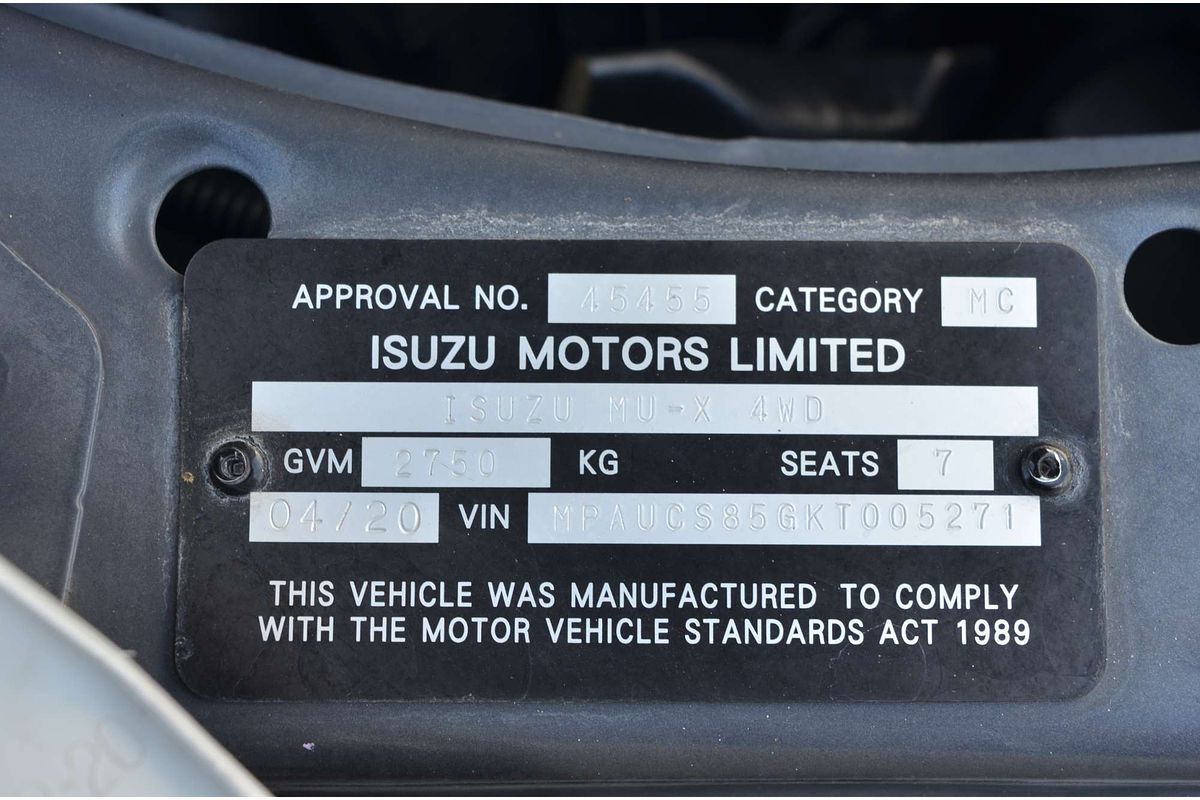 APPROVAL NO. 45455 CATEGORY MC
ISUZU MOTORS LIMITED
ISUZU MU-X 4WD
GVM 2750 KG SEATS 7
04/20 VIN MPAUCS85GKT005271
THIS VEHICLE WAS MANUFACTURED TO COMPLY
WITH THE MOTOR VEHICLE STANDARDS ACT 1989